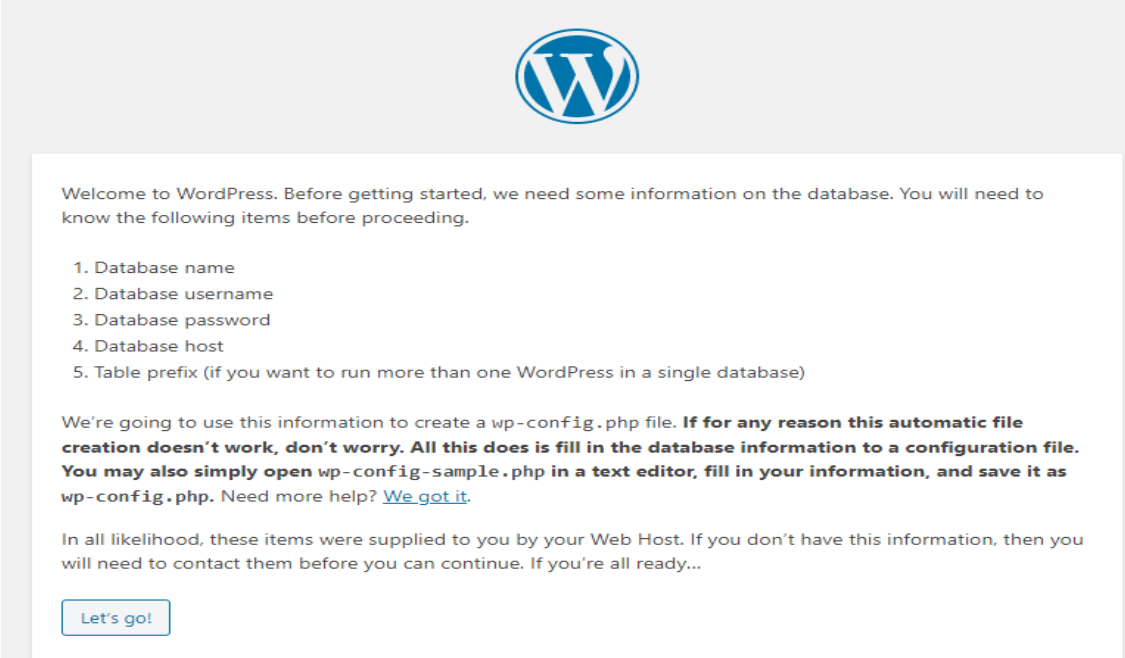 Welcome to WordPress. Before getting started, we need some information on the database. You will need to
know the following items before proceeding.
1. Database name
2. Database username
3. Database password
4. Database host
5. Table prefix (if you want to run more than one WordPress in a single database)
We’re going to use this information to create a wp-config.php file. If for any reason this automatic file
creation doesn’t work, don’t worry. All this does is fill in the database information to a configuration file.
You may also simply open wp-config-sample.php in a text editor, fill in your information, and save it as
wp-config.php. Need more help? We got it.
In all likelihood, these items were supplied to you by your Web Host. If you don’t have this information, then you
will need to contact them before you can continue. If you’re all ready…
Let’s go!